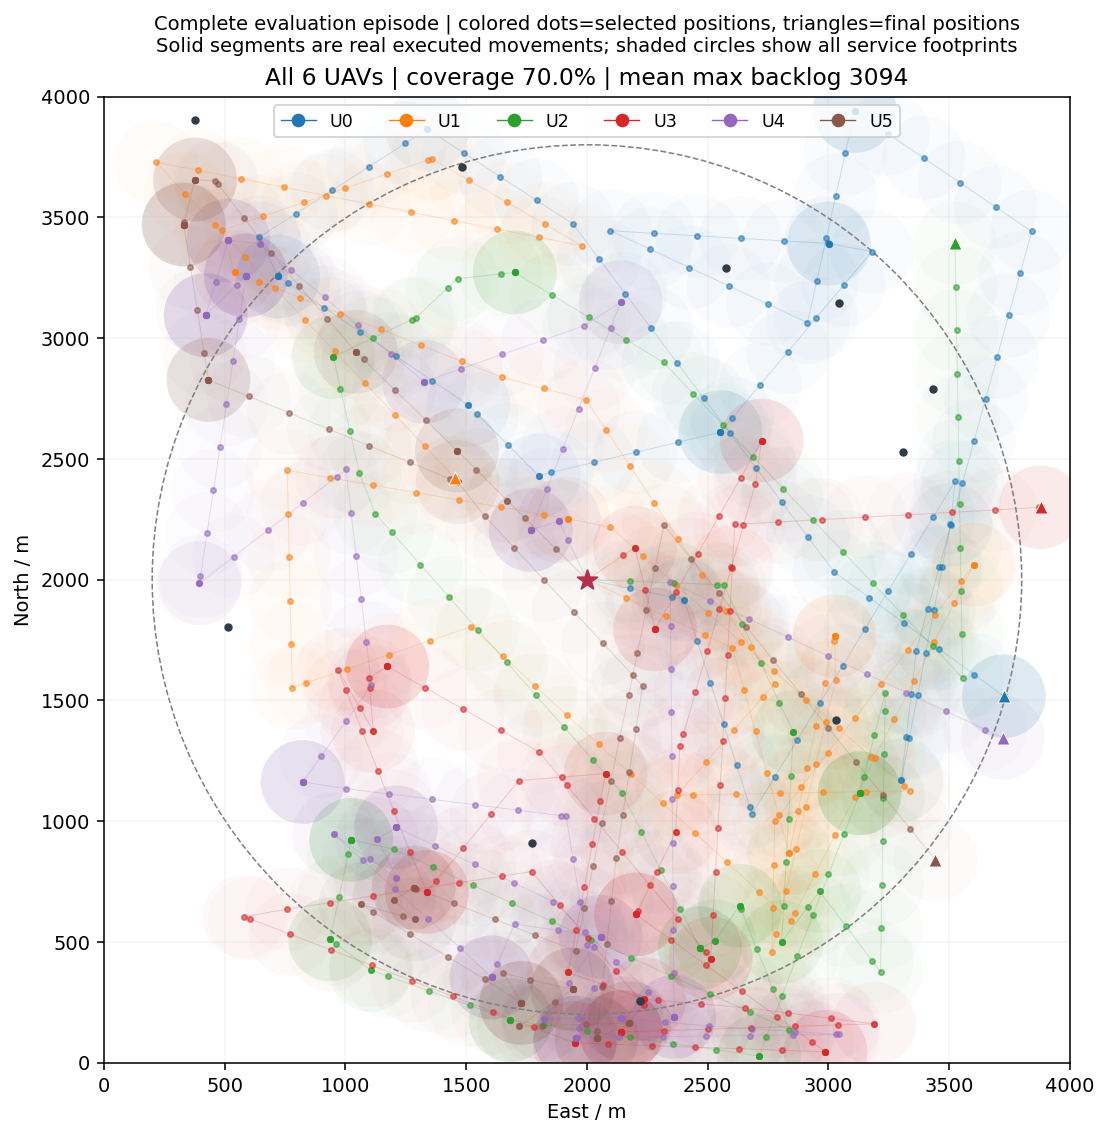 Complete evaluation episode | colored dots=selected positions, triangles=final positions
Solid segments are real executed movements; shaded circles show all service footprints
All 6 UAVs | coverage 70.0% | mean max backlog 3094
U0 U1 U2 U3 U4 U5
4000
3500
3000
2500
2000
1500
1000
500
0
North / m
0 500 1000 1500 2000 2500 3000 3500 4000
East / m